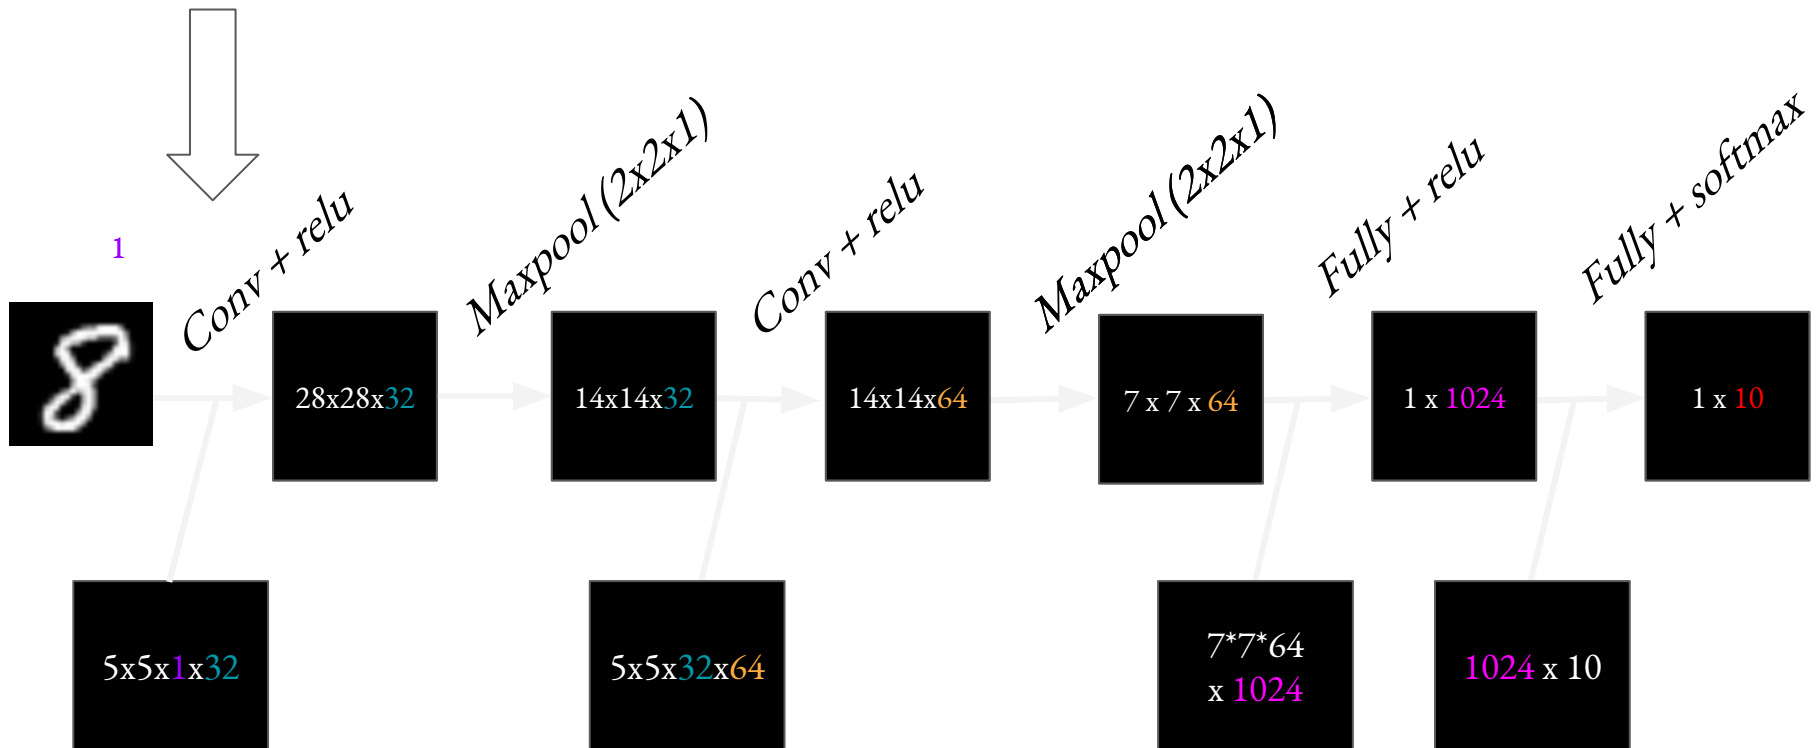 Conv + relu
Maxpool (2x2x1)
Conv + relu
Maxpool (2x2x1)
Fully + relu
Fully + softmax
1
8
28x28x32
14x14x32
14x14x64
7 x 7 x 64
1 x 1024
1 x 10
5x5x1x32
5x5x32x64
7*7*64
x 1024
1024 x 10